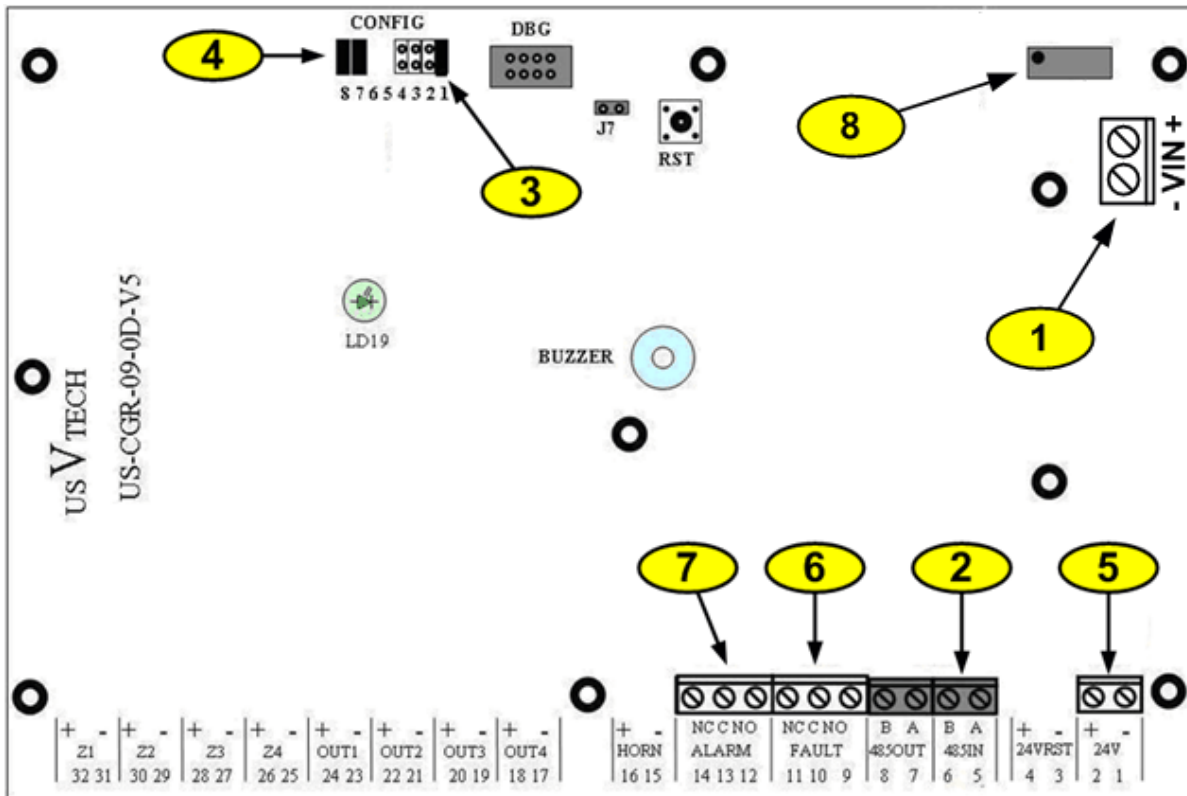 CONFIG
DBG
4
8 7 6 5 4 3 2 1
J7
RST
8
- VIN +
3
LD19
BUZZER
1
US VTECH
US-CGR-09-0D-V5
7
6
2
5
+ - + - + - + - + - + - + - + - + - NC C NO NC C NO B A B A + - + -
Z1 Z2 Z3 Z4 OUT1 OUT2 OUT3 OUT4 HORN ALARM FAULT 485OUT 485IN 24VRST 24V
32 31 30 29 28 27 26 25 24 23 22 21 20 19 18 17 16 15 14 13 12 11 10 9 8 7 6 5 4 3 2 1